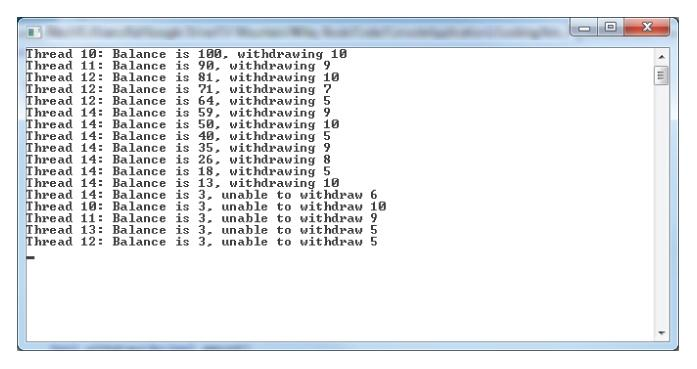 Thread 10: Balance is 100, withdrawing 10
Thread 11: Balance is 90, withdrawing 9
Thread 12: Balance is 81, withdrawing 10
Thread 12: Balance is 71, withdrawing 7
Thread 12: Balance is 64, withdrawing 5
Thread 14: Balance is 59, withdrawing 9
Thread 14: Balance is 50, withdrawing 10
Thread 14: Balance is 40, withdrawing 5
Thread 14: Balance is 35, withdrawing 9
Thread 14: Balance is 26, withdrawing 8
Thread 14: Balance is 18, withdrawing 5
Thread 14: Balance is 13, withdrawing 10
Thread 14: Balance is 3, unable to withdraw 6
Thread 10: Balance is 3, unable to withdraw 10
Thread 11: Balance is 3, unable to withdraw 9
Thread 13: Balance is 3, unable to withdraw 5
Thread 12: Balance is 3, unable to withdraw 5